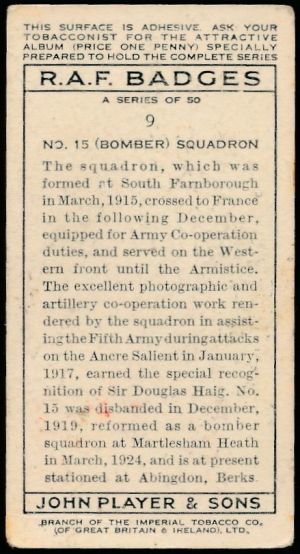 THIS SURFACE IS ADHESIVE. ASK YOUR
TOBACCONIST FOR THE ATTRACTIVE
ALBUM (PRICE ONE PENNY) SPECIALLY
PREPARED TO HOLD THE COMPLETE SERIES
R.A.F. BADGES
A SERIES OF 50
9
NO. 15 (BOMBER) SQUADRON
The squadron, which was
formed at South Farnborough
in March, 1915, crossed to France
in the following December,
equipped for Army Co-operation
duties, and served on the West-
ern front until the Armistice.
The excellent photographic and
artillery co-operation work ren-
dered by the squadron in assist-
ing the Fifth Army during attacks
on the Ancre Salient in January,
1917, earned the special recog-
nition of Sir Douglas Haig. No.
15 was disbanded in December,
1919, reformed as a bomber
squadron at Martlesham Heath
in March, 1924, and is at present
stationed at Abingdon, Berks.
JOHN PLAYER & SONS
BRANCH OF THE IMPERIAL TOBACCO CO.
(OF GREAT BRITAIN & IRELAND), LTD.